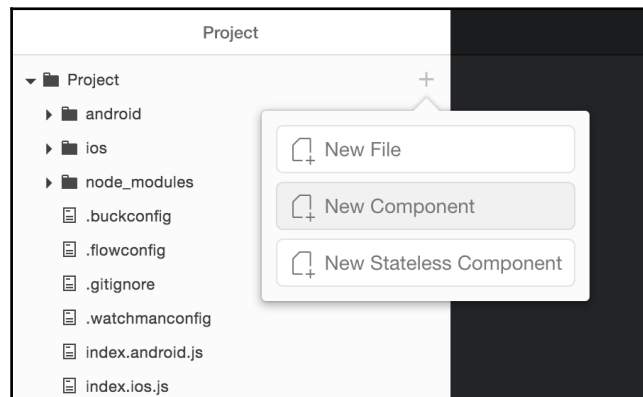 Project
Project
android
ios
node_modules
.buckconfig
.flowconfig
.gitignore
.watchmanconfig
index.android.js
index.ios.js
New File
New Component
New Stateless Component